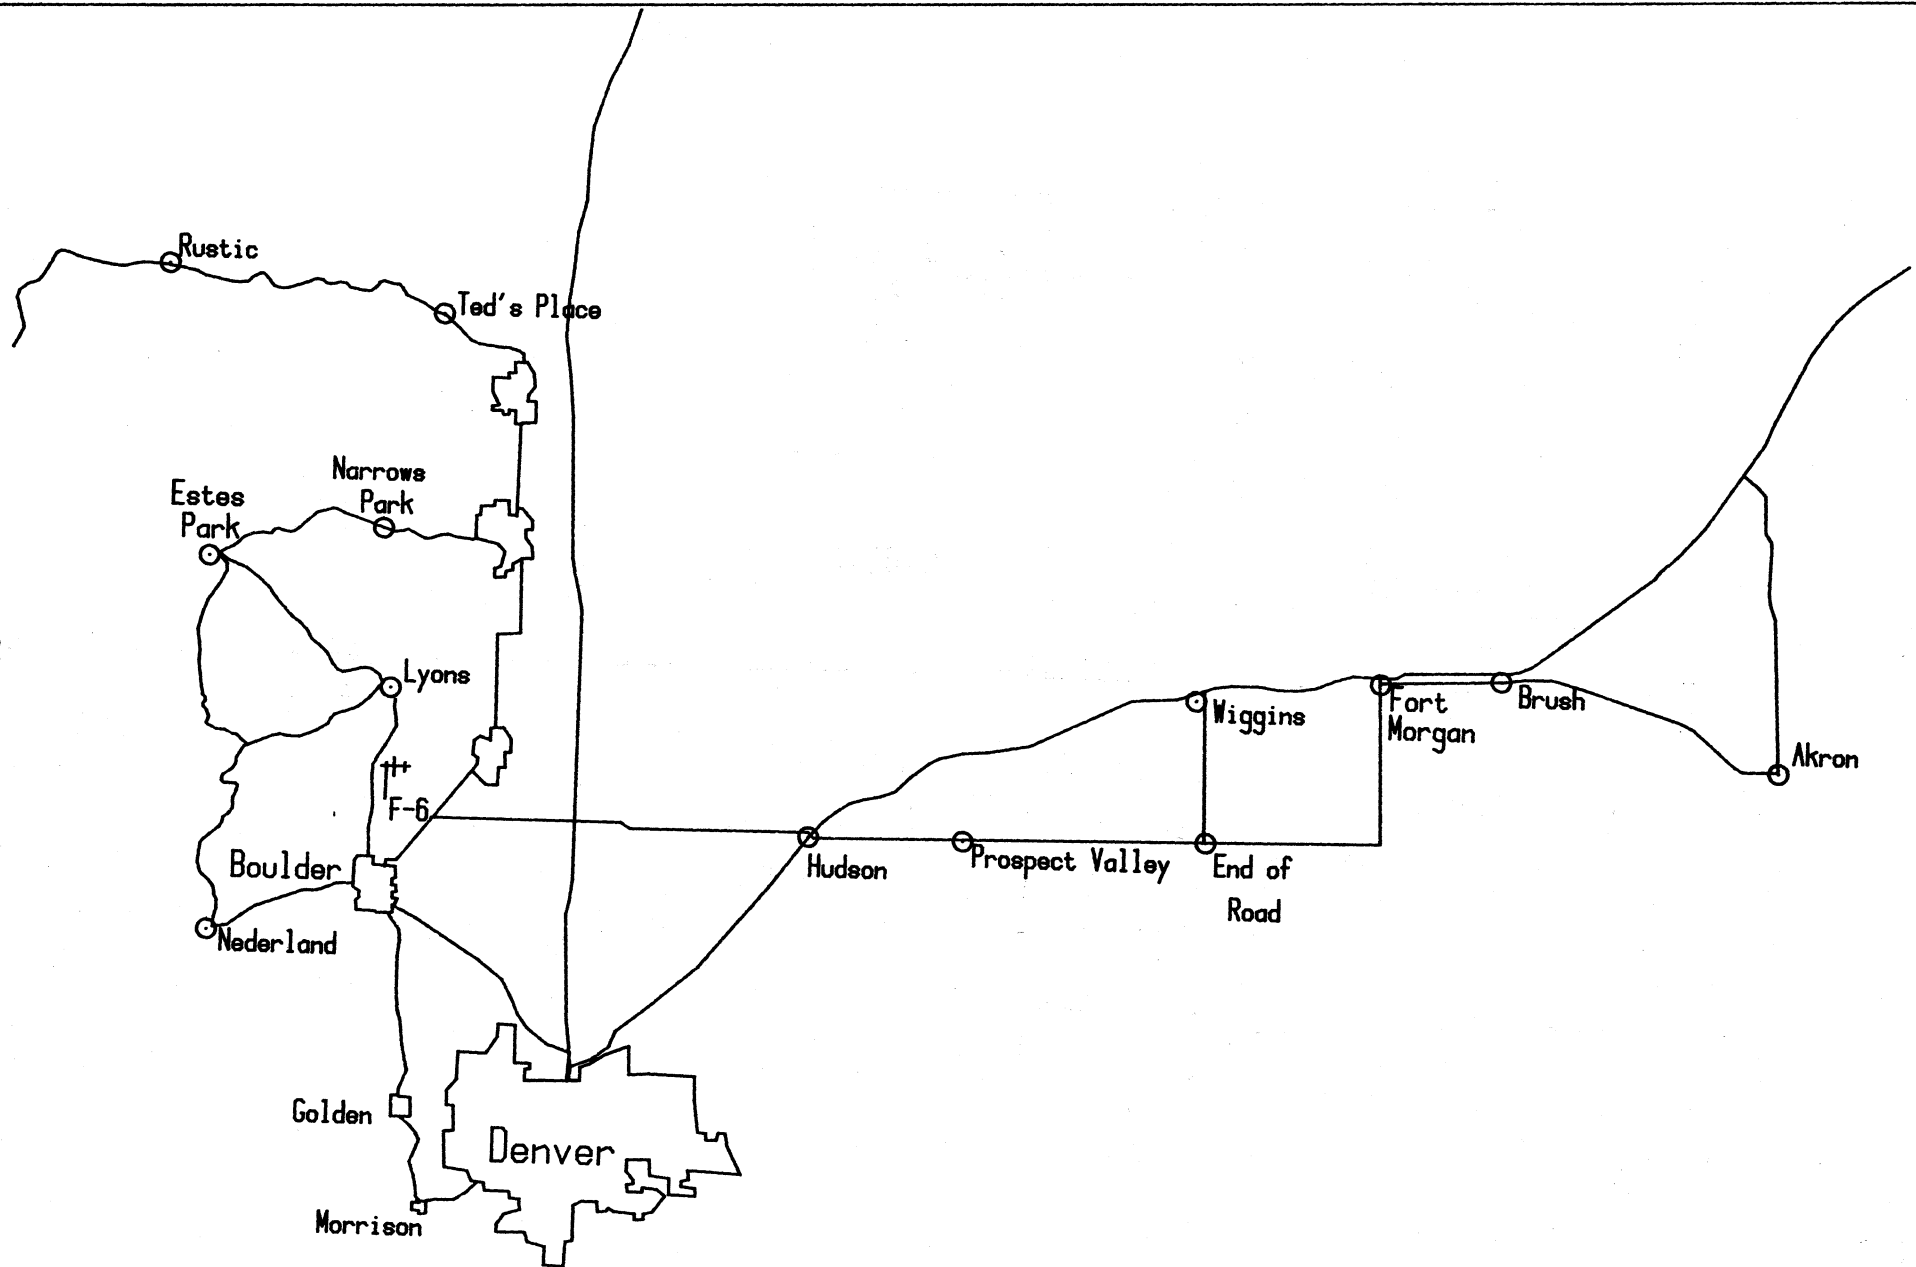 Rustic
Ted's Place
Narrows
Park
Estes
Park
Lyons
Wiggins
Fort
Morgan
Brush
Akron
F-6
Boulder
Hudson
Prospect Valley
End of
Road
Nederland
Golden
Denver
Morrison